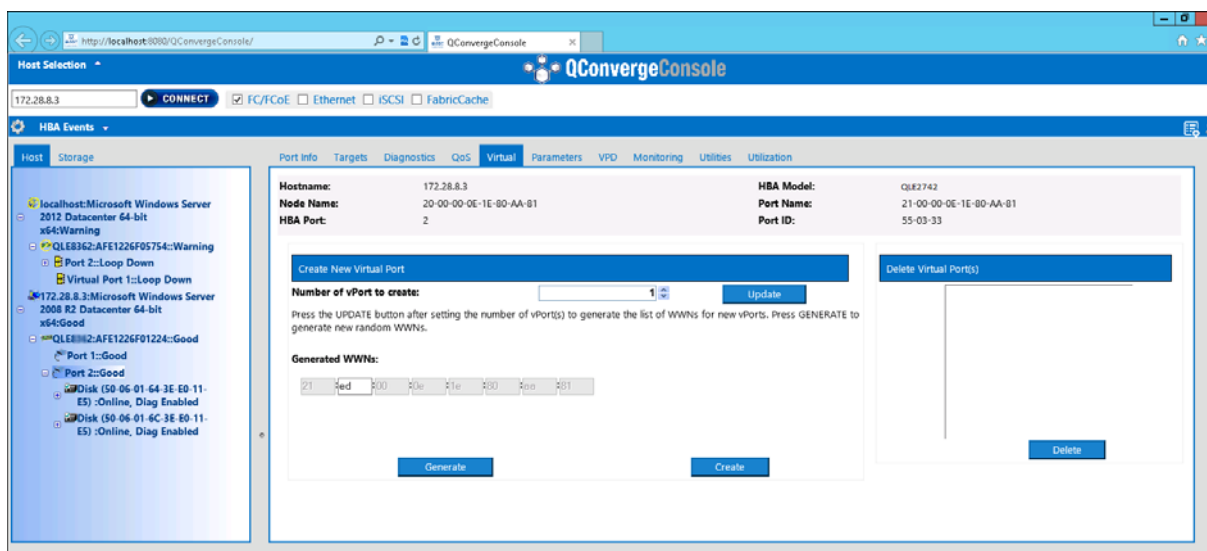 http://localhost:8080/QConvergeConsole/
QConvergeConsole
Host Selection
QConvergeConsole
172.28.8.3
CONNECT
FC/FCoE
Ethernet
iSCSI
FabricCache
HBA Events
Host
Storage
Port Info
Targets
Diagnostics
QoS
Virtual
Parameters
VPD
Monitoring
Utilities
Utilization
localhost:Microsoft Windows Server
2012 Datacenter 64-bit
x64:Warning
QLE8362:AFE1226F05754::Warning
Port 2::Loop Down
Virtual Port 1::Loop Down
172.28.8.3:Microsoft Windows Server
2008 R2 Datacenter 64-bit
x64:Good
:AFE1226F01224::Good
Port 1::Good
Port 2::Good
Disk (50-06-01-64-3E-E0-11-
E5) :Online, Diag Enabled
Disk (50-06-01-6C-3E-E0-11-
E5) :Online, Diag Enabled
Hostname: 172.28.8.3
HBA Model: QLE2742
Node Name: 20-00-00-0E-1E-80-AA-81
Port Name: 21-00-00-0E-1E-80-AA-81
HBA Port: 2
Port ID: 55-03-33
Create New Virtual Port
Number of vPort to create: 1 Update
Press the UPDATE button after setting the number of vPort(s) to generate the list of WWNs for new vPorts. Press GENERATE to
generate new random WWNs.
Generated WWNs:
21 :ed :00 :0e :1e :80 :aa :81
Generate
Create
Delete Virtual Port(s)
Delete